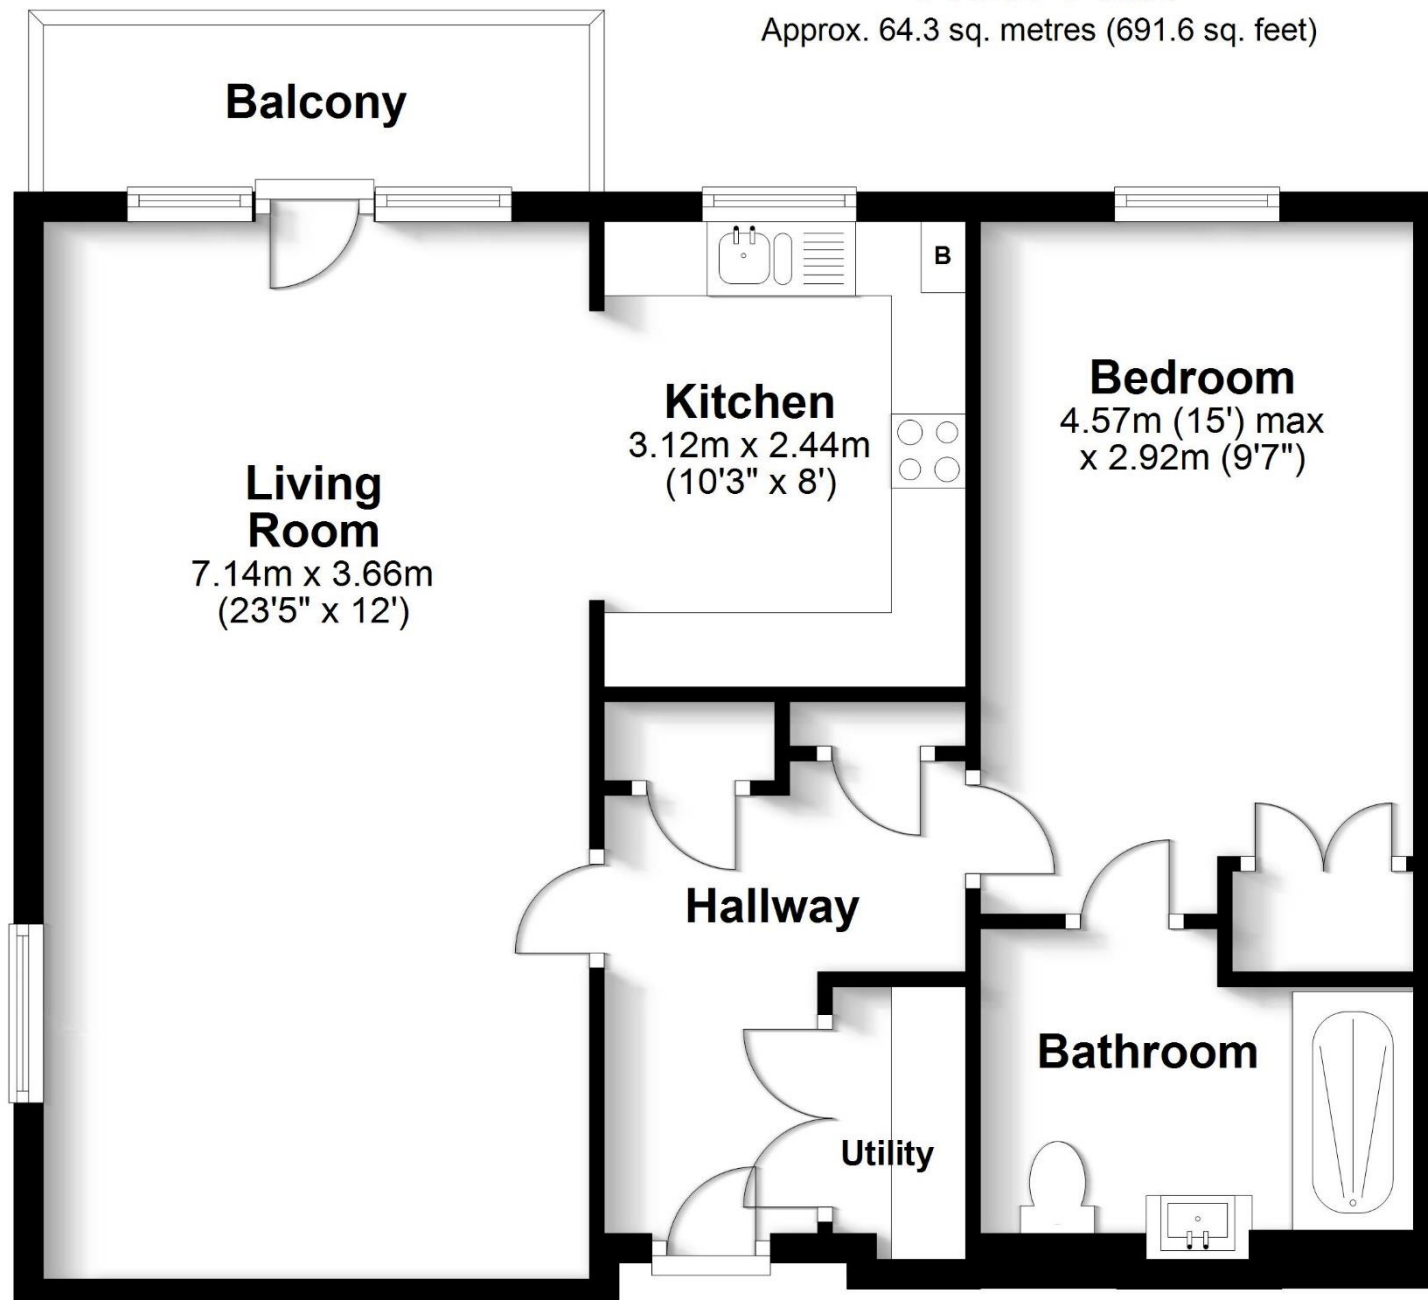 Approx. 64.3 sq. metres (691.6 sq. feet)
Balcony
B
Kitchen
3.12m x 2.44m
(10'3" x 8')
Bedroom
4.57m (15') max
x 2.92m (9'7")
Living
Room
7.14m x 3.66m
(23'5" x 12')
Hallway
Bathroom
Utility